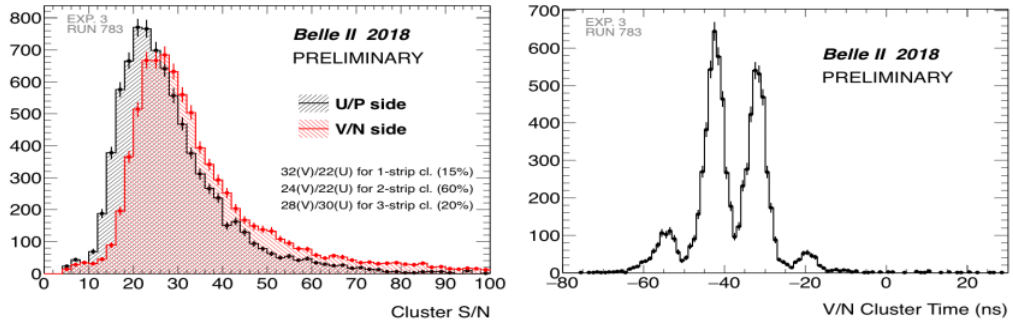 EXP. 3
RUN 783
Belle II 2018
PRELIMINARY
U/P side
V/N side
32(V)/22(U) for 1-strip cl. (15%)
24(V)/22(U) for 2-strip cl. (60%)
28(V)/30(U) for 3-strip cl. (20%)
800
700
600
500
400
300
200
100
0
0 10 20 30 40 50 60 70 80 90 100
Cluster S/N
EXP. 3
RUN 783
Belle II 2018
PRELIMINARY
700
600
500
400
300
200
100
0
−80 −60 −40 −20 0 20
V/N Cluster Time (ns)